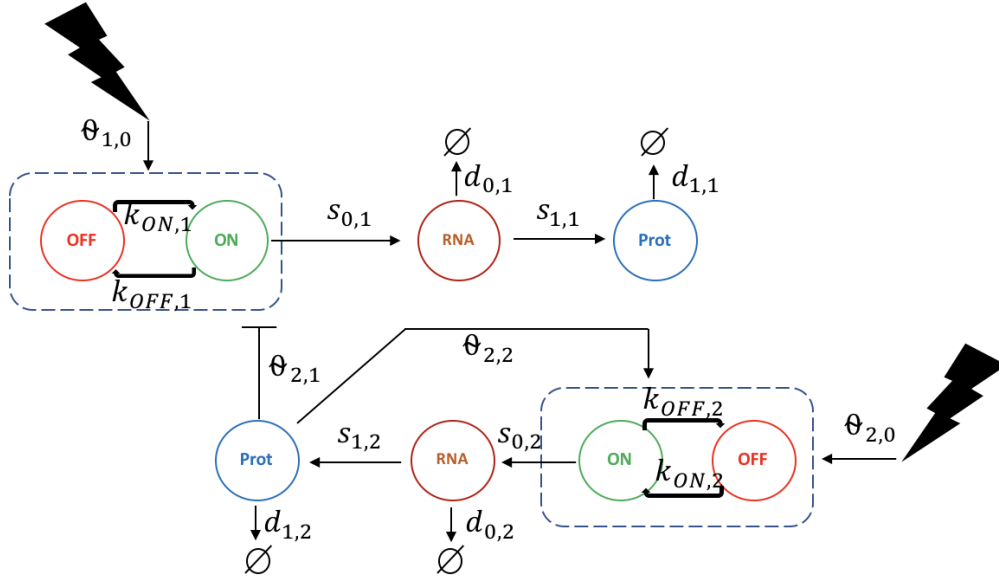 ϑ1,0
∅
∅
d0,1
d1,1
OFF
kON,1
ON
s0,1
RNA
s1,1
Prot
kOFF,1
ϑ2,1
ϑ2,2
kOFF,2
ϑ2,0
Prot
s1,2
RNA
s0,2
ON
kON,2
OFF
d1,2
d0,2
∅
∅